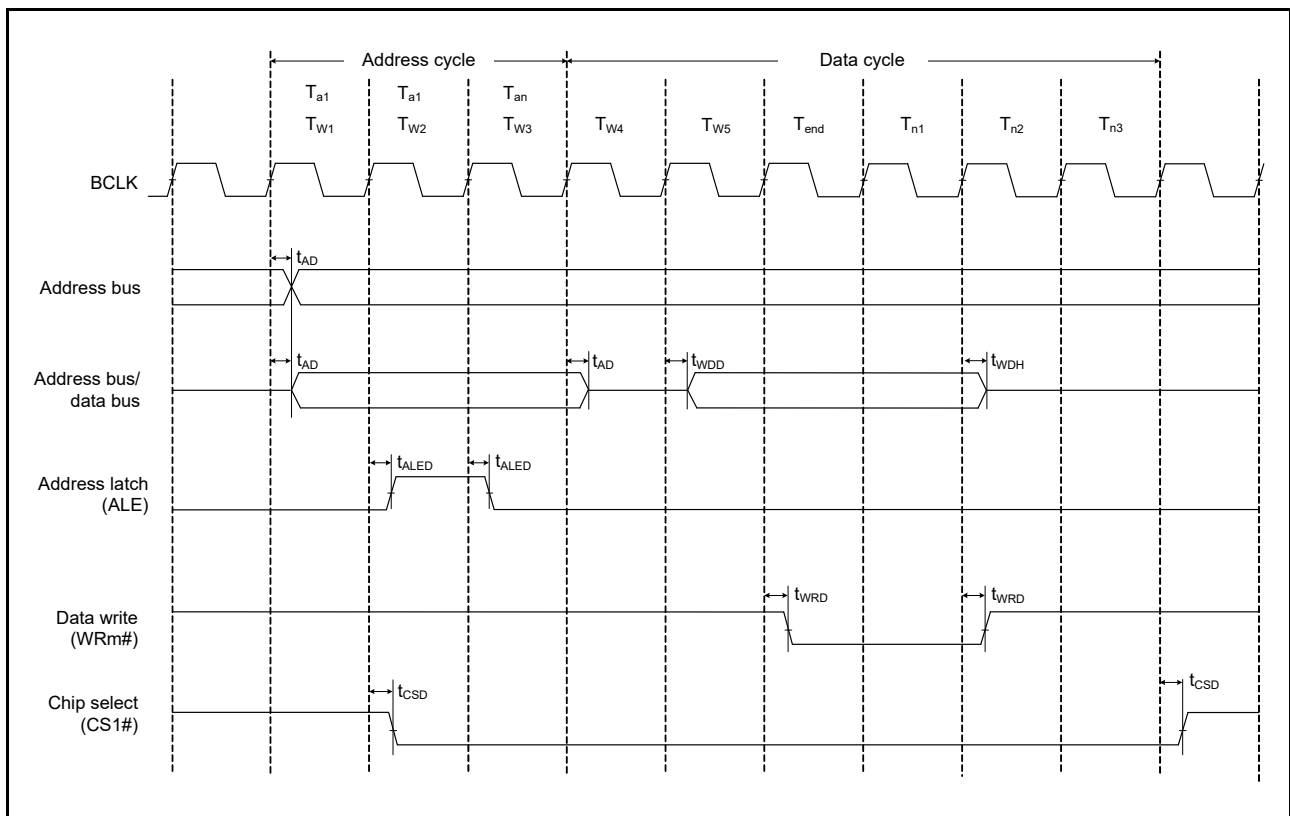 Address cycle Data cycle
Ta1 Ta1 Tan
TW1 TW2 TW3 TW4 TW5 Tend Tn1 Tn2 Tn3
BCLK
tAD
Address bus
tAD tAD tWDD tWDH
Address bus/
data bus
tALED tALED
Address latch
(ALE)
tWRD tWRD
Data write
(WRm#)
tCSD tCSD
Chip select
(CS1#)